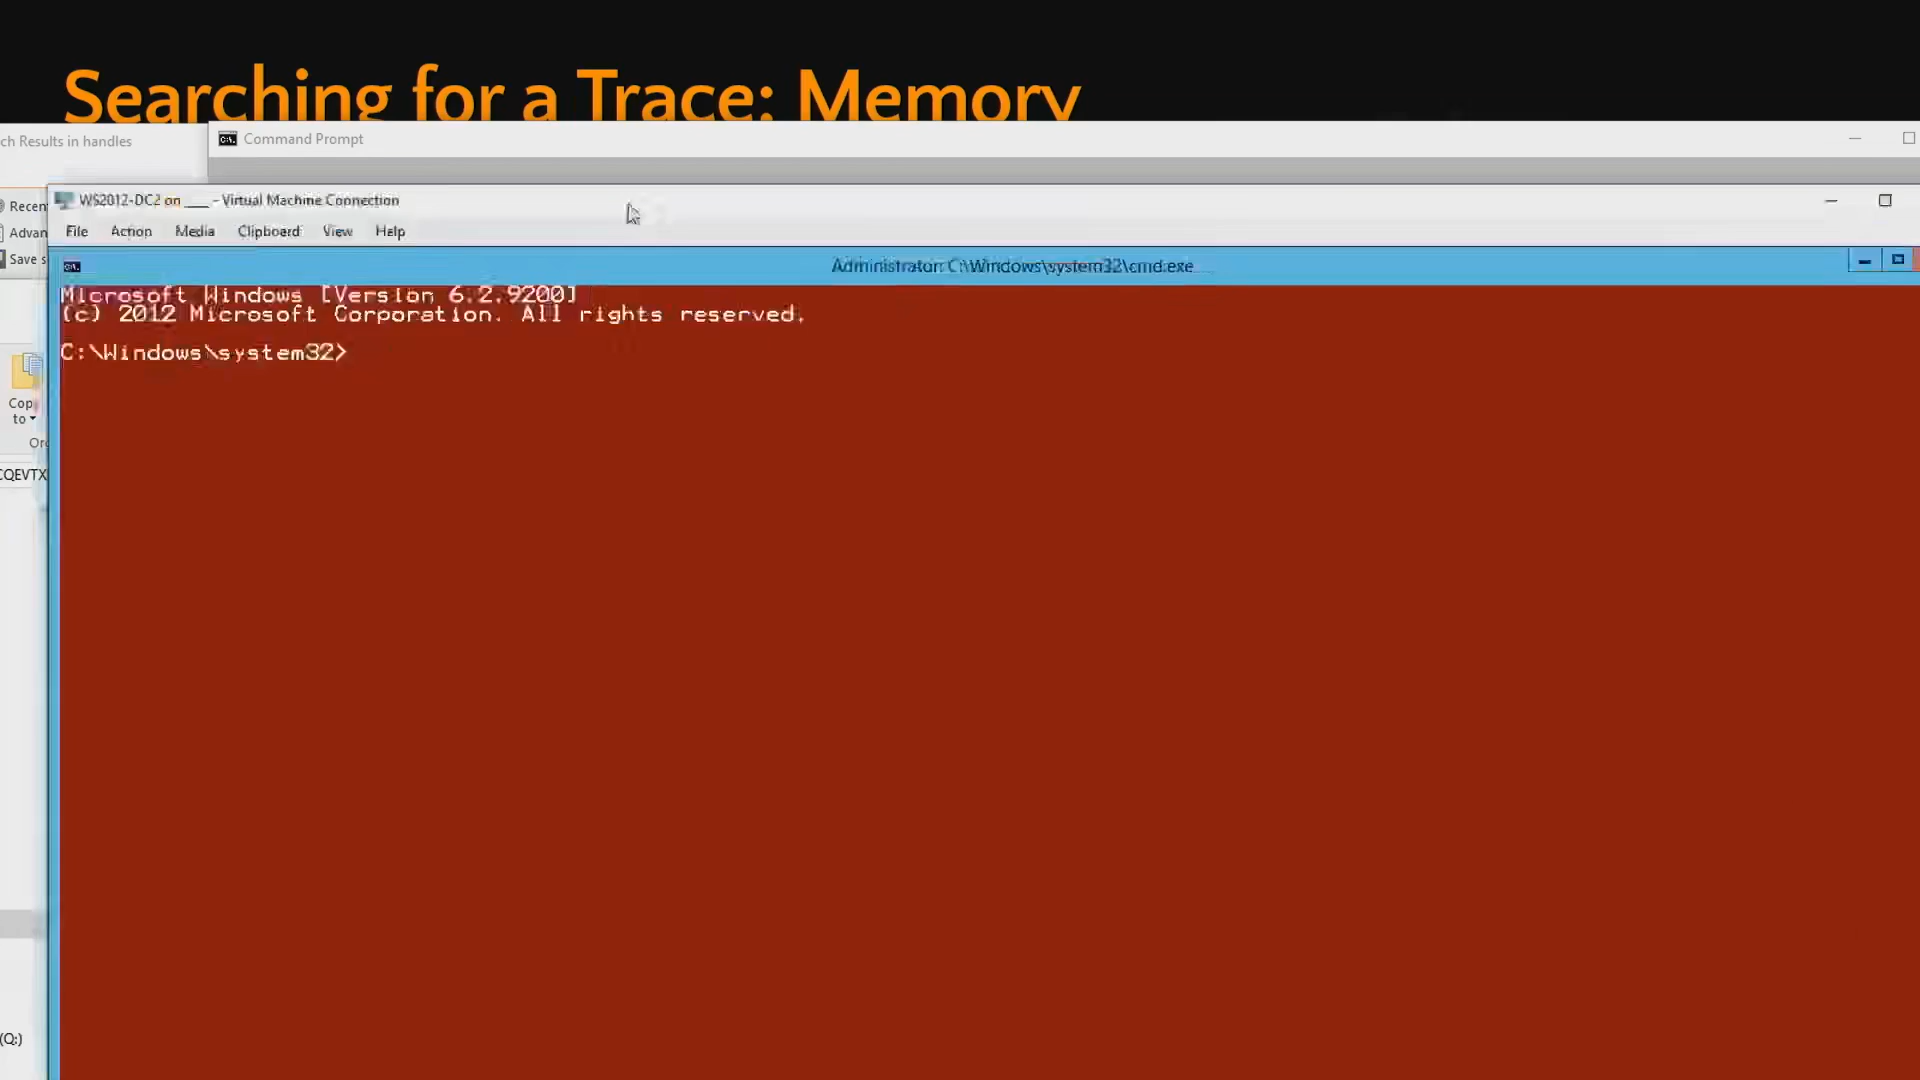 Searching for a Trace: Memory
ch Results in handles
Command Prompt
WS2012-DC2 on ___ - Virtual Machine Connection
File Action Media Clipboard View Help
Recen
Advan
Save s
Administrator: C:\Windows\system32\cmd.exe
Microsoft Windows [Version 6.2.9200]
(c) 2012 Microsoft Corporation. All rights reserved.
C:\Windows\system32>
Cop
to
Or
CQEVTX
(Q:)